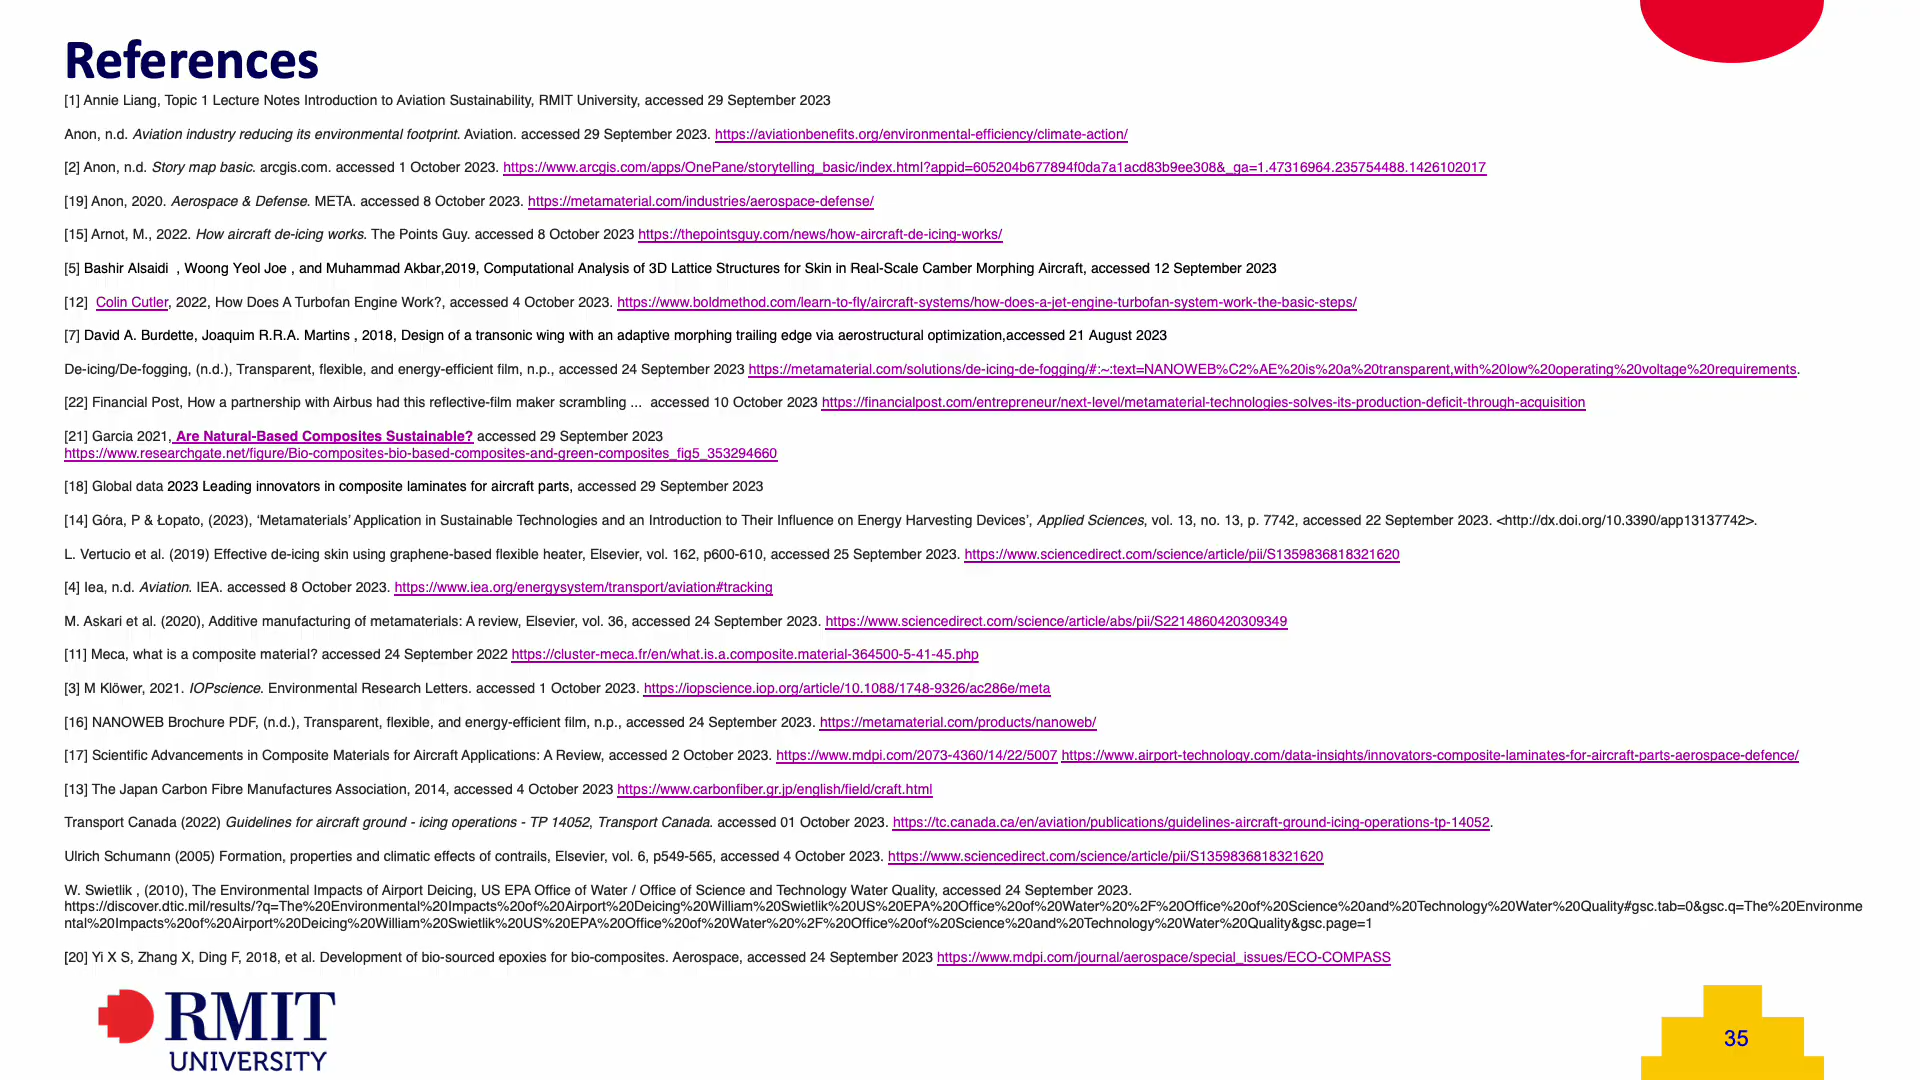 References
[1] Annie Liang, Topic 1 Lecture Notes Introduction to Aviation Sustainability, RMIT University, accessed 29 September 2023
Anon, n.d. Aviation industry reducing its environmental footprint. Aviation. accessed 29 September 2023. https://aviationbenefits.org/environmental-efficiency/climate-action/
[2] Anon, n.d. Story map basic. arcgis.com. accessed 1 October 2023. https://www.arcgis.com/apps/OnePane/storytelling_basic/index.html?appid=605204b677894f0da7a1acd83b9ee308&_ga=1.47316964.235754488.1426102017
[19] Anon, 2020. Aerospace & Defense. META. accessed 8 October 2023. https://metamaterial.com/industries/aerospace-defense/
[15] Arnot, M., 2022. How aircraft de-icing works. The Points Guy. accessed 8 October 2023 https://thepointsguy.com/news/how-aircraft-de-icing-works/
[5] Bashir Alsaidi , Woong Yeol Joe , and Muhammad Akbar,2019, Computational Analysis of 3D Lattice Structures for Skin in Real-Scale Camber Morphing Aircraft, accessed 12 September 2023
[12] Colin Cutler, 2022, How Does A Turbofan Engine Work?, accessed 4 October 2023. https://www.boldmethod.com/learn-to-fly/aircraft-systems/how-does-a-jet-engine-turbofan-system-work-the-basic-steps/
[7] David A. Burdette, Joaquim R.R.A. Martins , 2018, Design of a transonic wing with an adaptive morphing trailing edge via aerostructural optimization,accessed 21 August 2023
De-icing/De-fogging, (n.d.), Transparent, flexible, and energy-efficient film, n.p., accessed 24 September 2023 https://metamaterial.com/solutions/de-icing-de-fogging/#:~:text=NANOWEB%C2%AE%20is%20a%20transparent,with%20low%20operating%20voltage%20requirements.
[22] Financial Post, How a partnership with Airbus had this reflective-film maker scrambling ... accessed 10 October 2023 https://financialpost.com/entrepreneur/next-level/metamaterial-technologies-solves-its-production-deficit-through-acquisition
[21] Garcia 2021, Are Natural-Based Composites Sustainable? accessed 29 September 2023
https://www.researchgate.net/figure/Bio-composites-bio-based-composites-and-green-composites_fig5_353294660
[18] Global data 2023 Leading innovators in composite laminates for aircraft parts, accessed 29 September 2023
[14] Góra, P & Łopato, (2023), ‘Metamaterials’ Application in Sustainable Technologies and an Introduction to Their Influence on Energy Harvesting Devices’, Applied Sciences, vol. 13, no. 13, p. 7742, accessed 22 September 2023. <http://dx.doi.org/10.3390/app13137742>.
L. Vertucio et al. (2019) Effective de-icing skin using graphene-based flexible heater, Elsevier, vol. 162, p600-610, accessed 25 September 2023. https://www.sciencedirect.com/science/article/pii/S1359836818321620
[4] Iea, n.d. Aviation. IEA. accessed 8 October 2023. https://www.iea.org/energysystem/transport/aviation#tracking
M. Askari et al. (2020), Additive manufacturing of metamaterials: A review, Elsevier, vol. 36, accessed 24 September 2023. https://www.sciencedirect.com/science/article/abs/pii/S2214860420309349
[11] Meca, what is a composite material? accessed 24 September 2022 https://cluster-meca.fr/en/what.is.a.composite.material-364500-5-41-45.php
[3] M Klöwer, 2021. IOPscience. Environmental Research Letters. accessed 1 October 2023. https://iopscience.iop.org/article/10.1088/1748-9326/ac286e/meta
[16] NANOWEB Brochure PDF, (n.d.), Transparent, flexible, and energy-efficient film, n.p., accessed 24 September 2023. https://metamaterial.com/products/nanoweb/
[17] Scientific Advancements in Composite Materials for Aircraft Applications: A Review, accessed 2 October 2023. https://www.mdpi.com/2073-4360/14/22/5007 https://www.airport-technology.com/data-insights/innovators-composite-laminates-for-aircraft-parts-aerospace-defence/
[13] The Japan Carbon Fibre Manufactures Association, 2014, accessed 4 October 2023 https://www.carbonfiber.gr.jp/english/field/craft.html
Transport Canada (2022) Guidelines for aircraft ground - icing operations - TP 14052, Transport Canada. accessed 01 October 2023. https://tc.canada.ca/en/aviation/publications/guidelines-aircraft-ground-icing-operations-tp-14052.
Ulrich Schumann (2005) Formation, properties and climatic effects of contrails, Elsevier, vol. 6, p549-565, accessed 4 October 2023. https://www.sciencedirect.com/science/article/pii/S1359836818321620
W. Swietlik , (2010), The Environmental Impacts of Airport Deicing, US EPA Office of Water / Office of Science and Technology Water Quality, accessed 24 September 2023.
https://discover.dtic.mil/results/?q=The%20Environmental%20Impacts%20of%20Airport%20Deicing%20William%20Swietlik%20US%20EPA%20Office%20of%20Water%20%2F%20Office%20of%20Science%20and%20Technology%20Water%20Quality#gsc.tab=0&gsc.q=The%20Environme
ntal%20Impacts%20of%20Airport%20Deicing%20William%20Swietlik%20US%20EPA%20Office%20of%20Water%20%2F%20Office%20of%20Science%20and%20Technology%20Water%20Quality&gsc.page=1
[20] Yi X S, Zhang X, Ding F, 2018, et al. Development of bio-sourced epoxies for bio-composites. Aerospace, accessed 24 September 2023 https://www.mdpi.com/journal/aerospace/special_issues/ECO-COMPASS
RMIT
UNIVERSITY
35